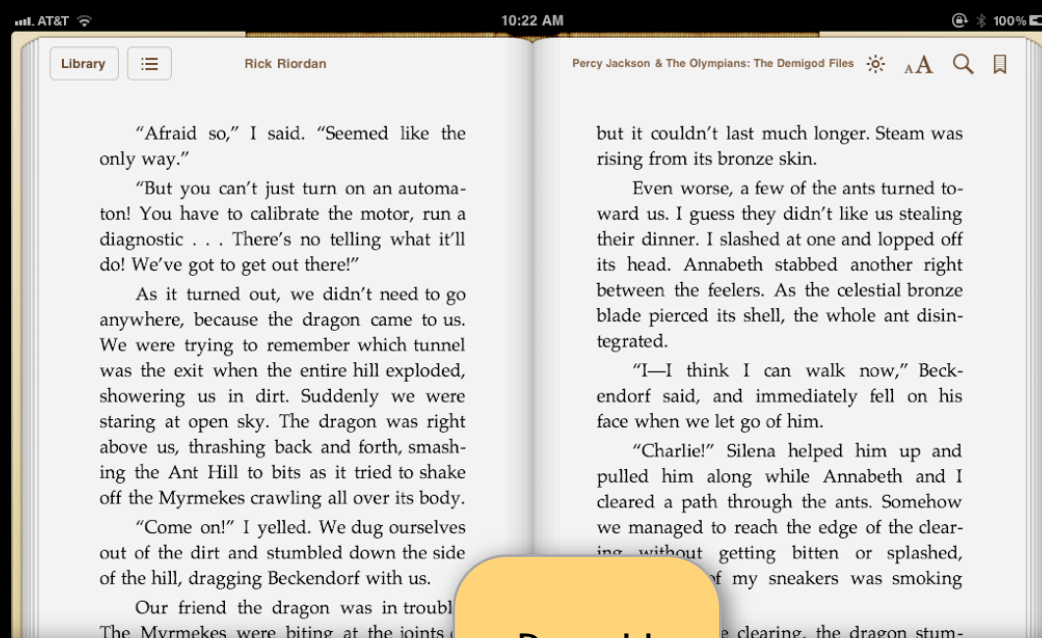 AT&T 10:22 AM 100%
Library Rick Riordan Percy Jackson & The Olympians: The Demigod Files AA
“Afraid so,” I said. “Seemed like the
only way.”
“But you can’t just turn on an automa-
ton! You have to calibrate the motor, run a
diagnostic . . . There’s no telling what it’ll
do! We’ve got to get out there!”
As it turned out, we didn’t need to go
anywhere, because the dragon came to us.
We were trying to remember which tunnel
was the exit when the entire hill exploded,
showering us in dirt. Suddenly we were
staring at open sky. The dragon was right
above us, thrashing back and forth, smash-
ing the Ant Hill to bits as it tried to shake
off the Myrmekes crawling all over its body.
“Come on!” I yelled. We dug ourselves
out of the dirt and stumbled down the side
of the hill, dragging Beckendorf with us.
Our friend the dragon was in
The Myrmekes were biting at the joints
but it couldn’t last much longer. Steam was
rising from its bronze skin.
Even worse, a few of the ants turned to-
ward us. I guess they didn’t like us stealing
their dinner. I slashed at one and lopped off
its head. Annabeth stabbed another right
between the feelers. As the celestial bronze
blade pierced its shell, the whole ant disin-
tegrated.
“I—I think I can walk now,” Beck-
endorf said, and immediately fell on his
face when we let go of him.
“Charlie!” Silena helped him up and
pulled him along while Annabeth and I
cleared a path through the ants. Somehow
we managed to reach the edge of the clear-
ing without getting bitten or splashed,
of my sneakers was smoking
clearing, the dragon stum-